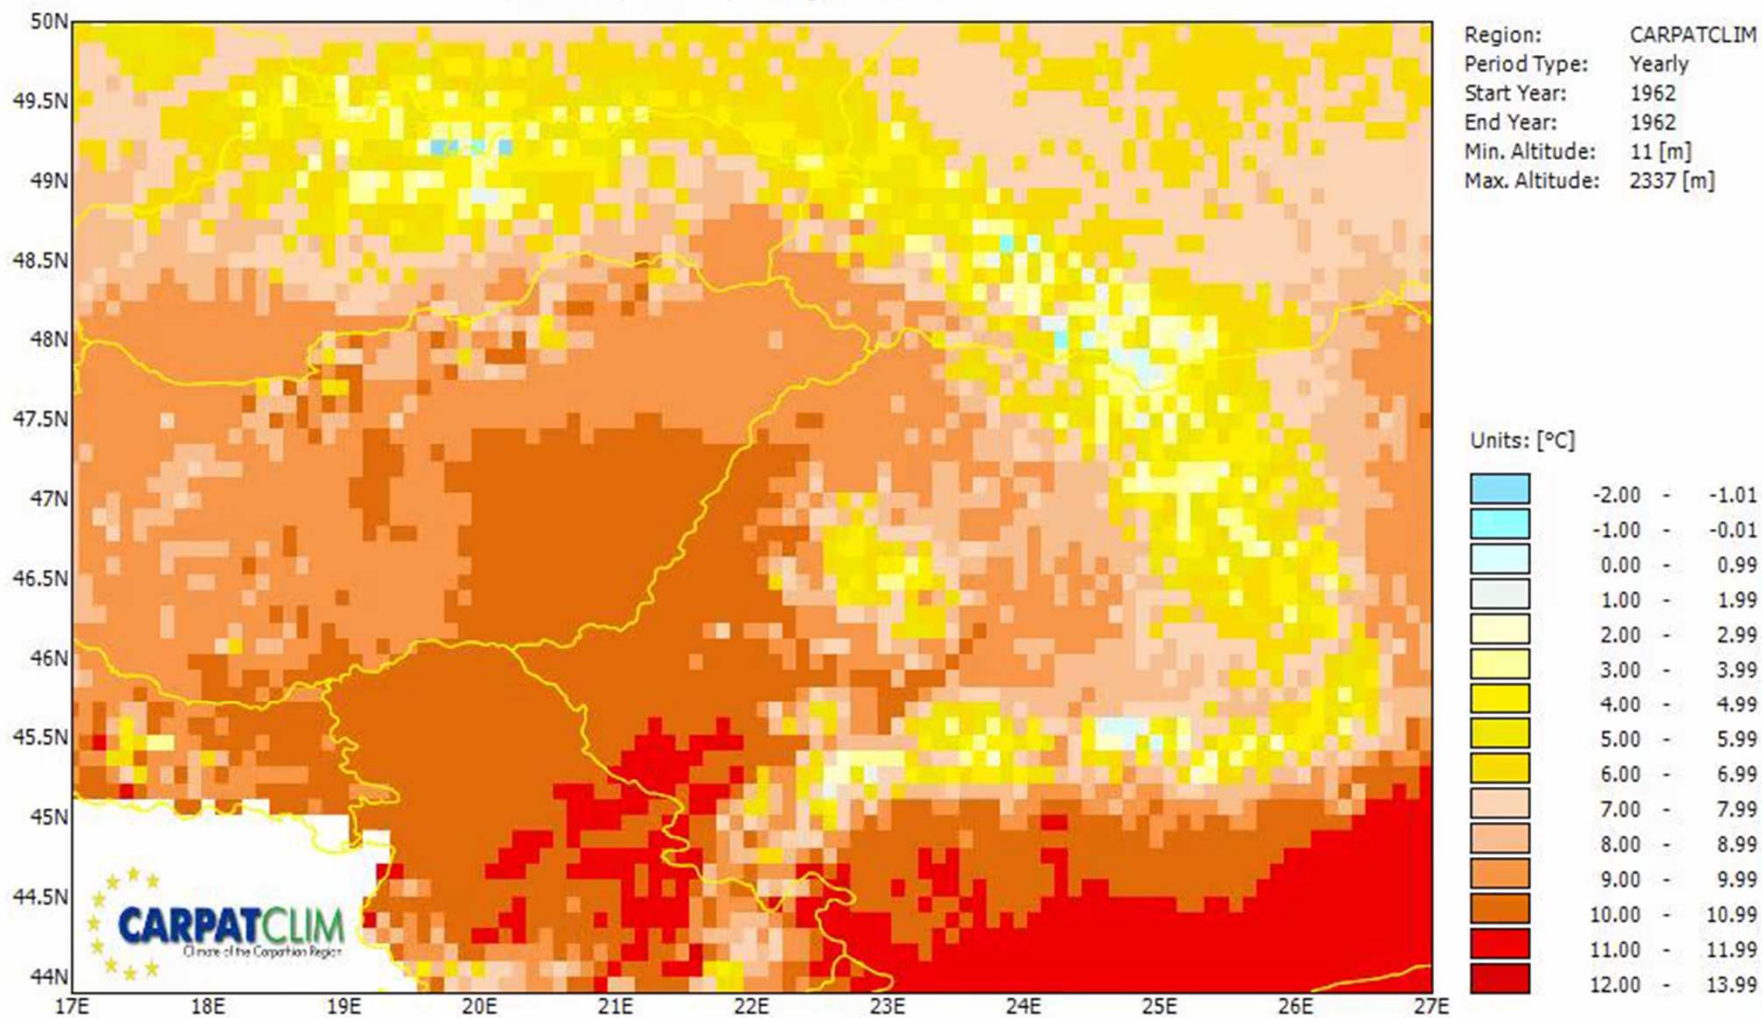 50N
49.5N
49N
48.5N
48N
47.5N
47N
46.5N
46N
45.5N
45N
44.5N
44N
17E 18E 19E 20E 21E 22E 23E 24E 25E 26E 27E
CARPATCLIM
Climate of the Carpathian Region
Region: CARPATCLIM
Period Type: Yearly
Start Year: 1962
End Year: 1962
Min. Altitude: 11 [m]
Max. Altitude: 2337 [m]
Units: [°C]
-2.00 - -1.01
-1.00 - -0.01
0.00 - 0.99
1.00 - 1.99
2.00 - 2.99
3.00 - 3.99
4.00 - 4.99
5.00 - 5.99
6.00 - 6.99
7.00 - 7.99
8.00 - 8.99
9.00 - 9.99
10.00 - 10.99
11.00 - 11.99
12.00 - 13.99